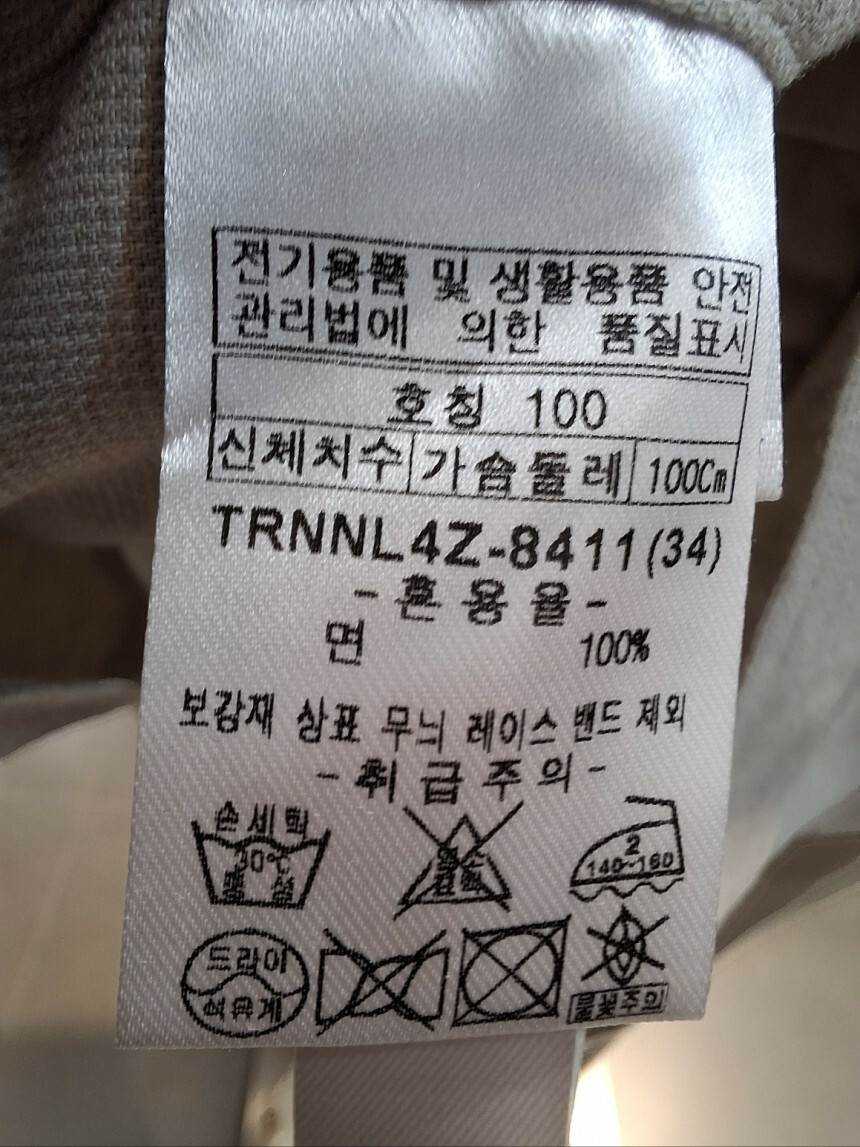 전기용품 및 생활용품 안전
관리법에 의한 품질표시
호칭 100
신체치수 가슴둘레 100Cm
TRNNL4Z-8411(34)
-혼용율-
면 100%
보강재 상표 무늬 레이스 밴드 제외
-취급주의-
손세탁
30℃
중성
2
140~160
드라이
석유계
불꽃주의